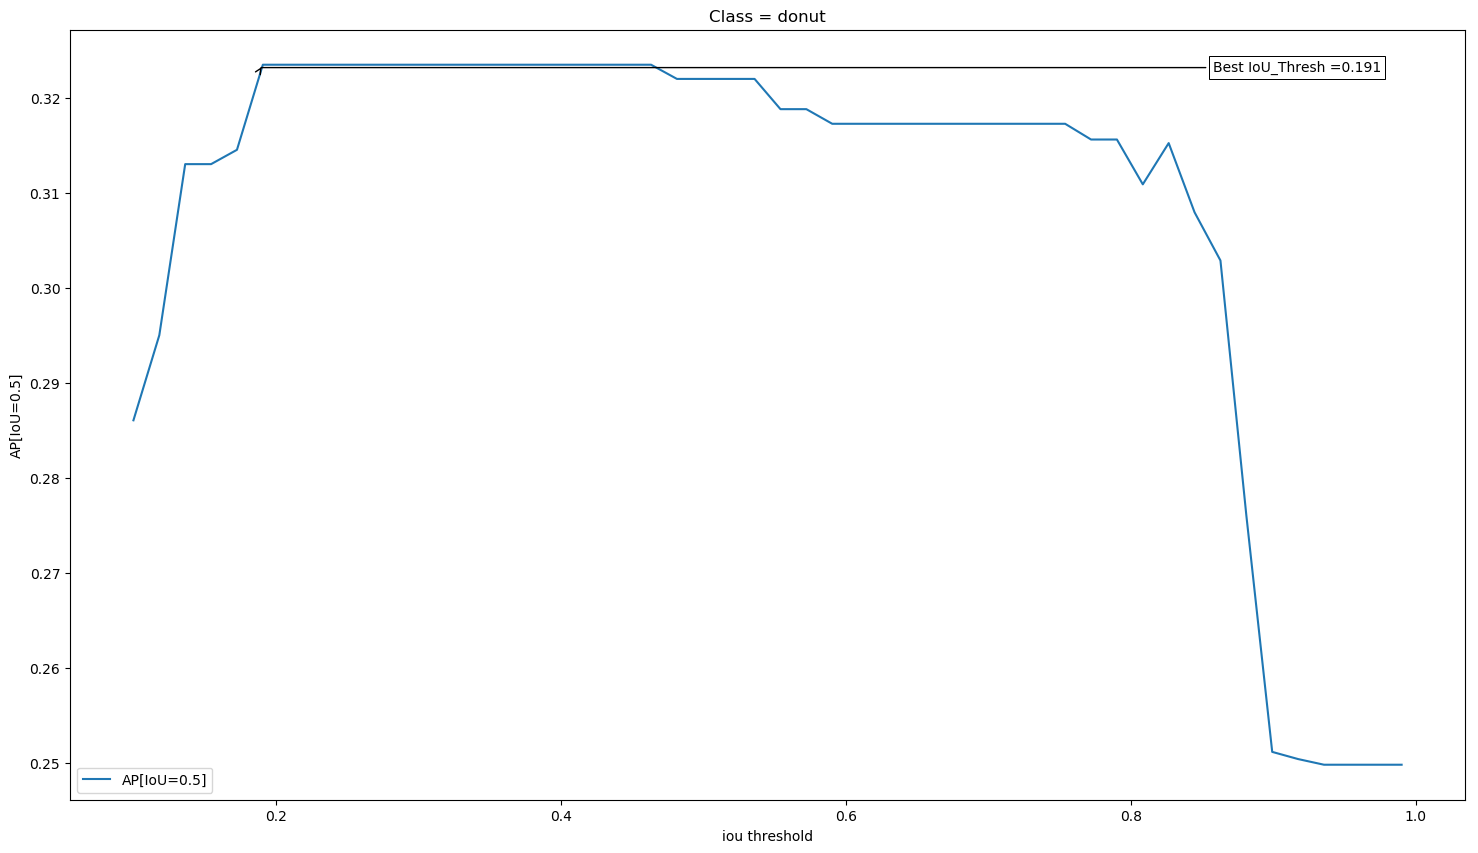 Class = donut
Best IoU_Thresh =0.191
0.32
0.31
0.30
0.29
0.28
0.27
0.26
0.25
AP[IoU=0.5]
AP[IoU=0.5]
0.2 0.4 0.6 0.8 1.0
iou threshold